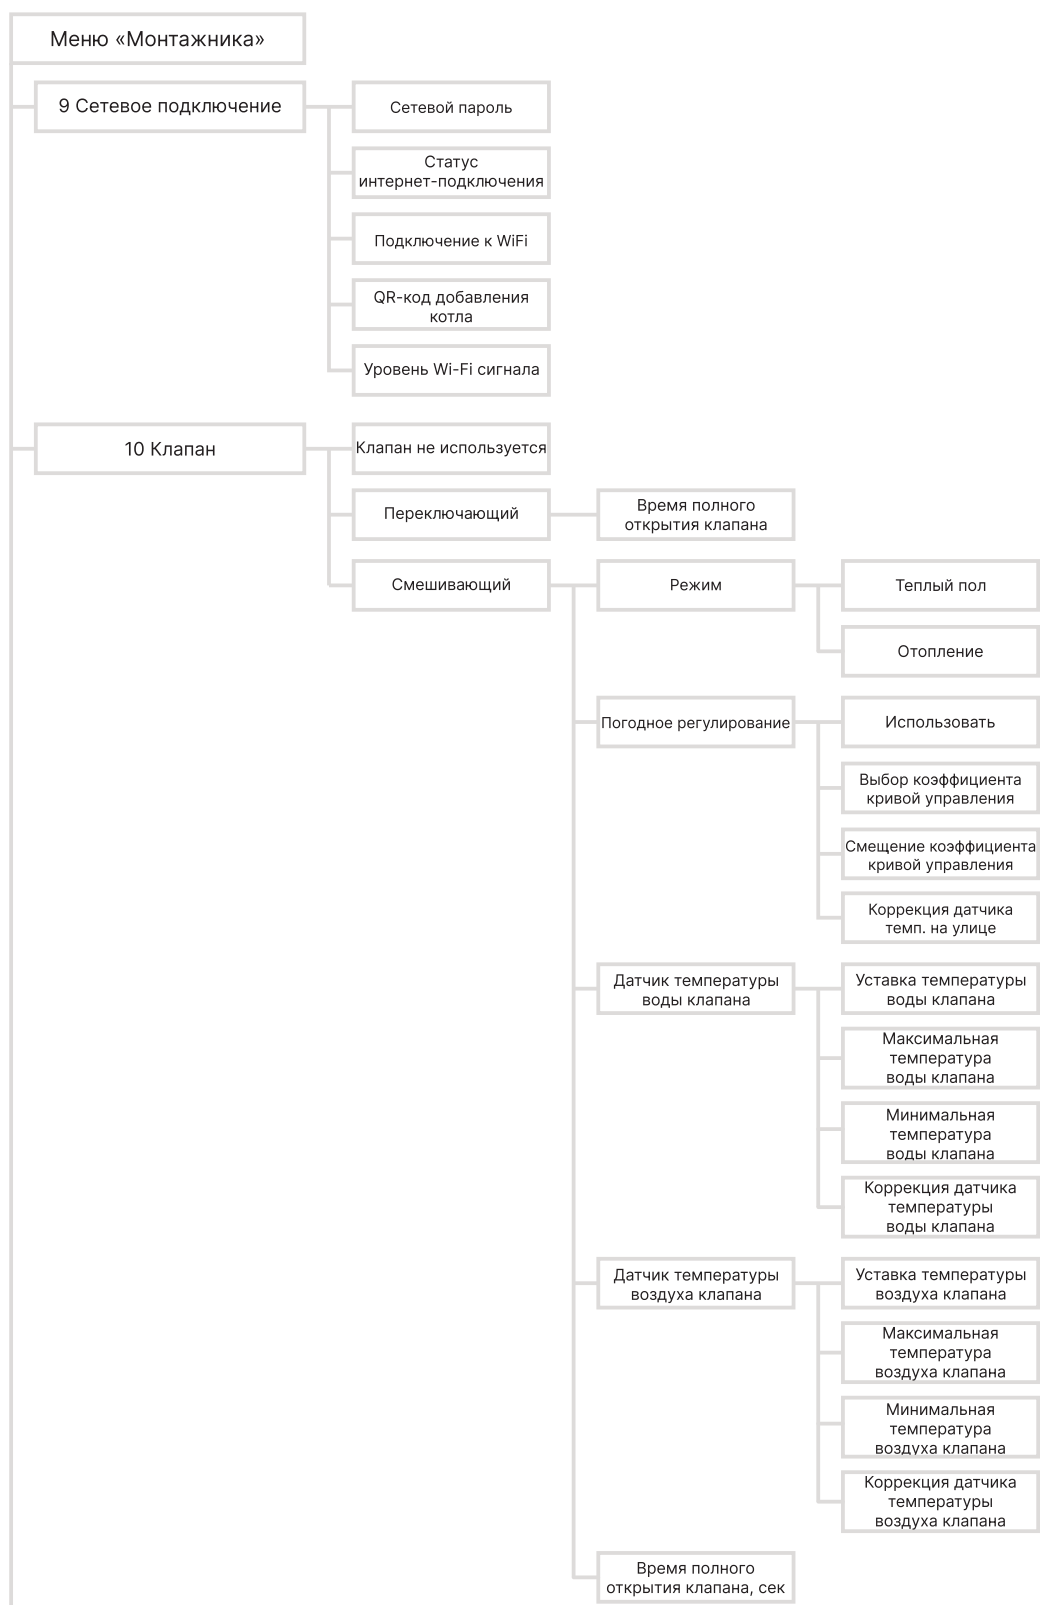 Меню «Монтажника»
9 Сетевое подключение
Сетевой пароль
Статус
интернет-подключения
Подключение к WiFi
QR-код добавления
котла
Уровень Wi-Fi сигнала
10 Клапан
Клапан не используется
Переключающий
Время полного
открытия клапана
Смешивающий
Режим
Теплый пол
Отопление
Погодное регулирование
Использовать
Выбор коэффициента
кривой управления
Смещение коэффициента
кривой управления
Коррекция датчика
темп. на улице
Датчик температуры
воды клапана
Уставка температуры
воды клапана
Максимальная
температура
воды клапана
Минимальная
температура
воды клапана
Коррекция датчика
температуры
воды клапана
Датчик температуры
воздуха клапана
Уставка температуры
воздуха клапана
Максимальная
температура
воздуха клапана
Минимальная
температура
воздуха клапана
Коррекция датчика
температуры
воздуха клапана
Время полного
открытия клапана, сек